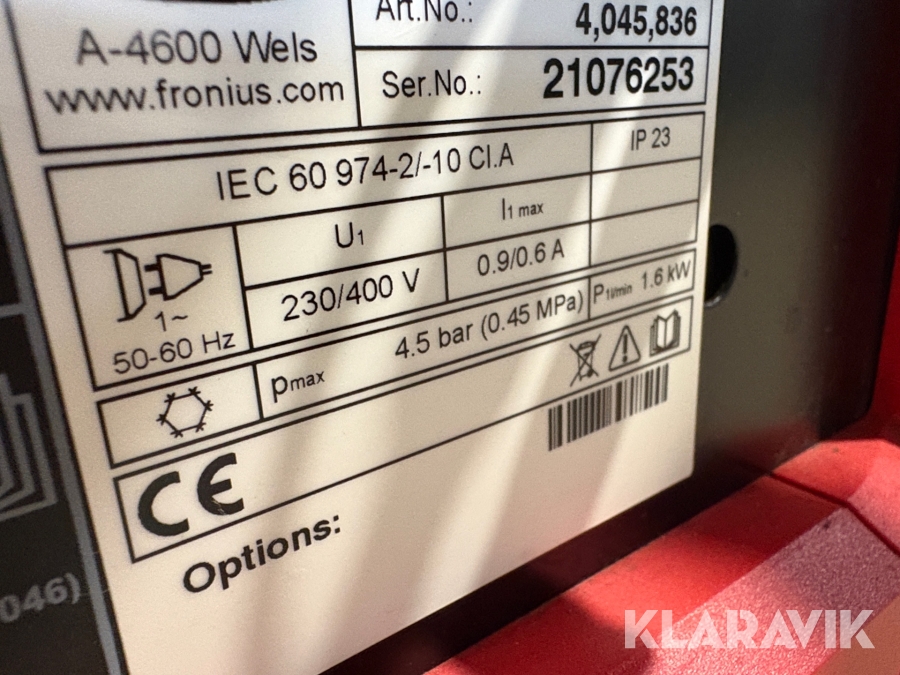 A-4600 Wels
www.fronius.com
Art.No.: 4,045,836
Ser.No.: 21076253
IEC 60 974-2/-10 Cl.A
IP 23
U1
I1 max
1~
50-60 Hz
230/400 V
0.9/0.6 A
pmax 4.5 bar (0.45 MPa)
P1l/min 1.6 kW
CE
Options:
046)
KLARAVIK